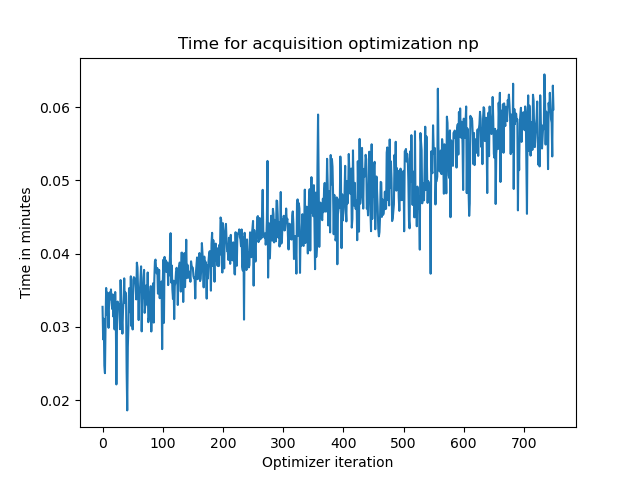 Time for acquisition optimization np
Time in minutes
0.06
0.05
0.04
0.03
0.02
0 100 200 300 400 500 600 700
Optimizer iteration